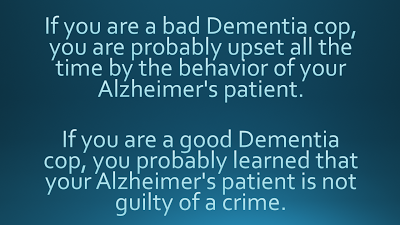 If you are a bad Dementia cop,
you are probably upset all the
time by the behavior of your
Alzheimer's patient.
If you are a good Dementia
cop, you probably learned that
your Alzheimer's patient is not
guilty of a crime.